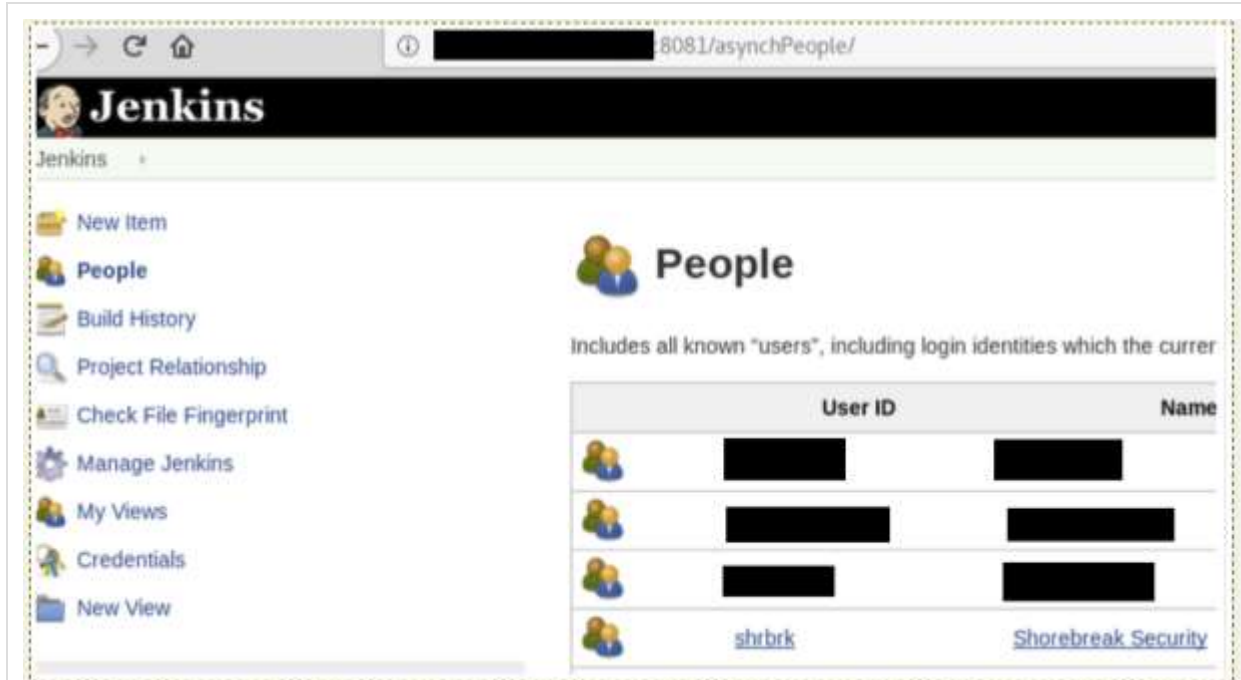 :8081/asynchPeople/
Jenkins
Jenkins
New Item
People
Build History
Project Relationship
Check File Fingerprint
Manage Jenkins
My Views
Credentials
New View
People
Includes all known “users”, including login identities which the curren
User ID Name
shrbrk Shorebreak Security